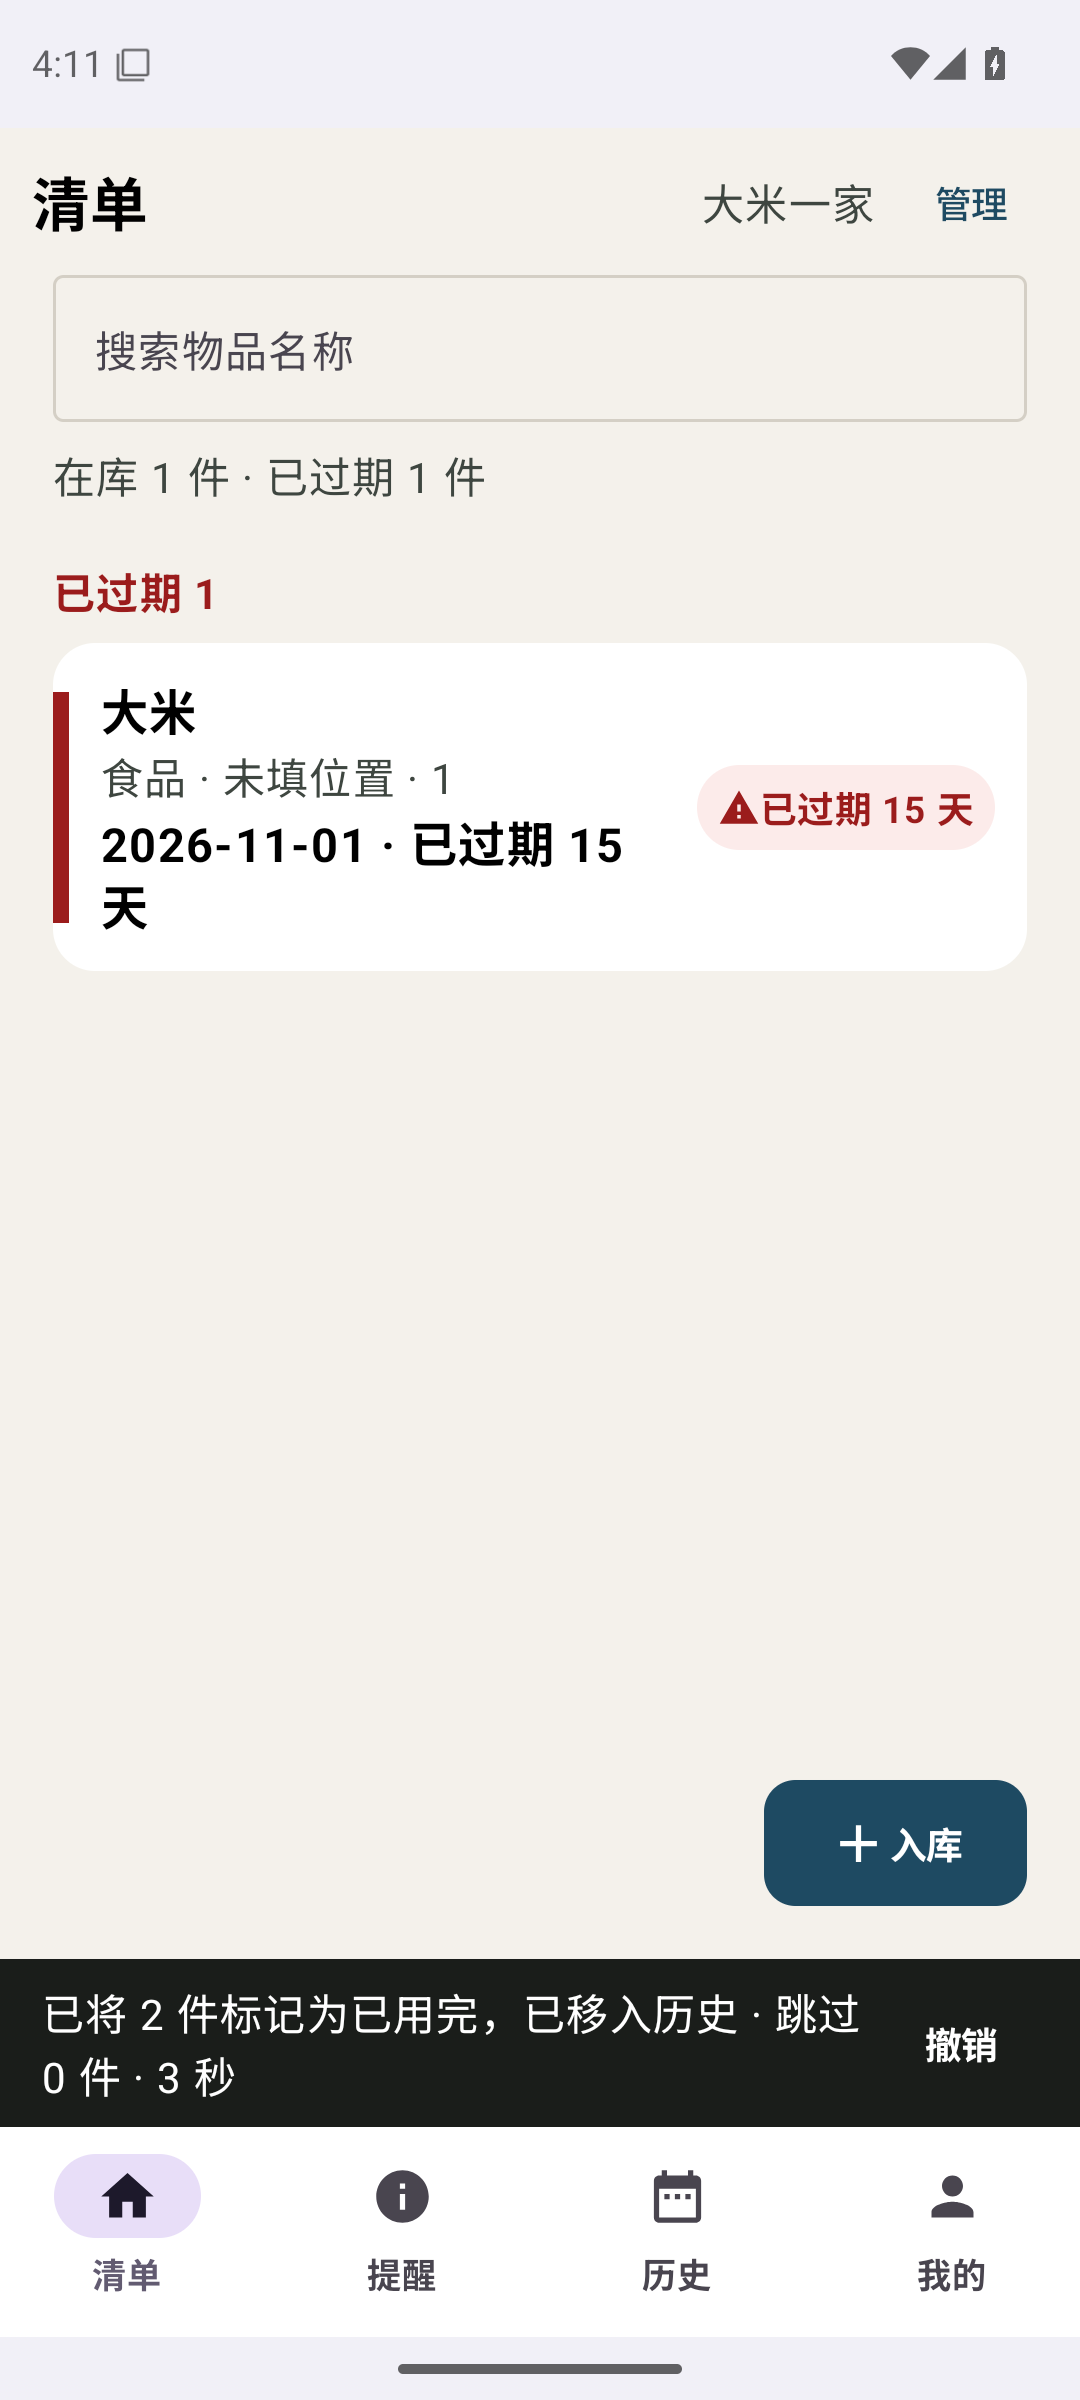 4:11
清单
大米一家
管理
搜索物品名称
在库 1 件 · 已过期 1 件
已过期 1
大米
食品 · 未填位置 · 1
2026-11-01 · 已过期 15
天
已过期 15 天
入库
已将 2 件标记为已用完，已移入历史 · 跳过
0 件 · 3 秒
撤销
清单
提醒
历史
我的